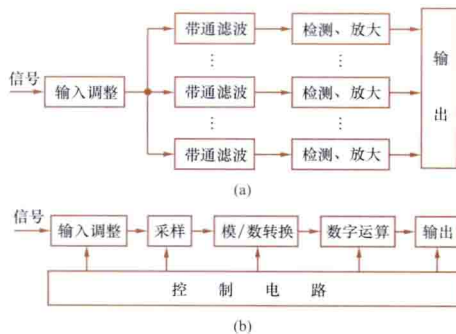 信号
输入调整
带通滤波
检测、放大
⋮
⋮
带通滤波
检测、放大
⋮
⋮
带通滤波
检测、放大
输出
(a)
信号
输入调整
采样
模/数转换
数字运算
输出
控制电路
(b)